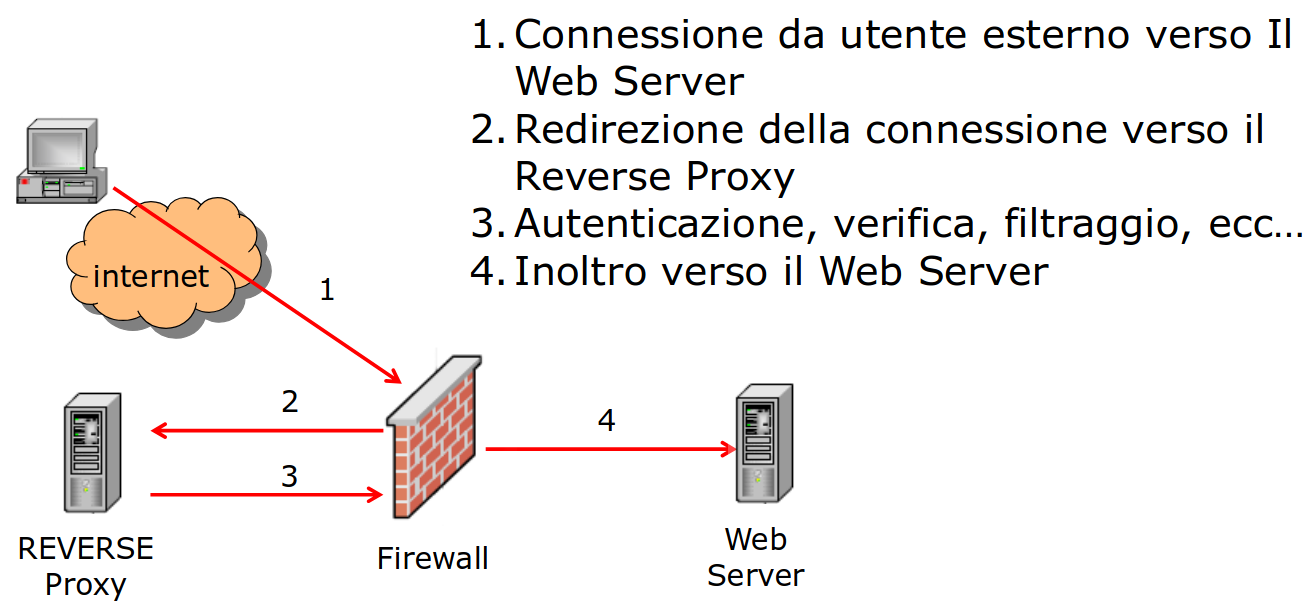 1. Connessione da utente esterno verso Il
Web Server
2. Redirezione della connessione verso il
Reverse Proxy
3. Autenticazione, verifica, filtraggio, ecc…
4. Inoltro verso il Web Server
internet
1
2
3
4
REVERSE
Proxy
Firewall
Web
Server